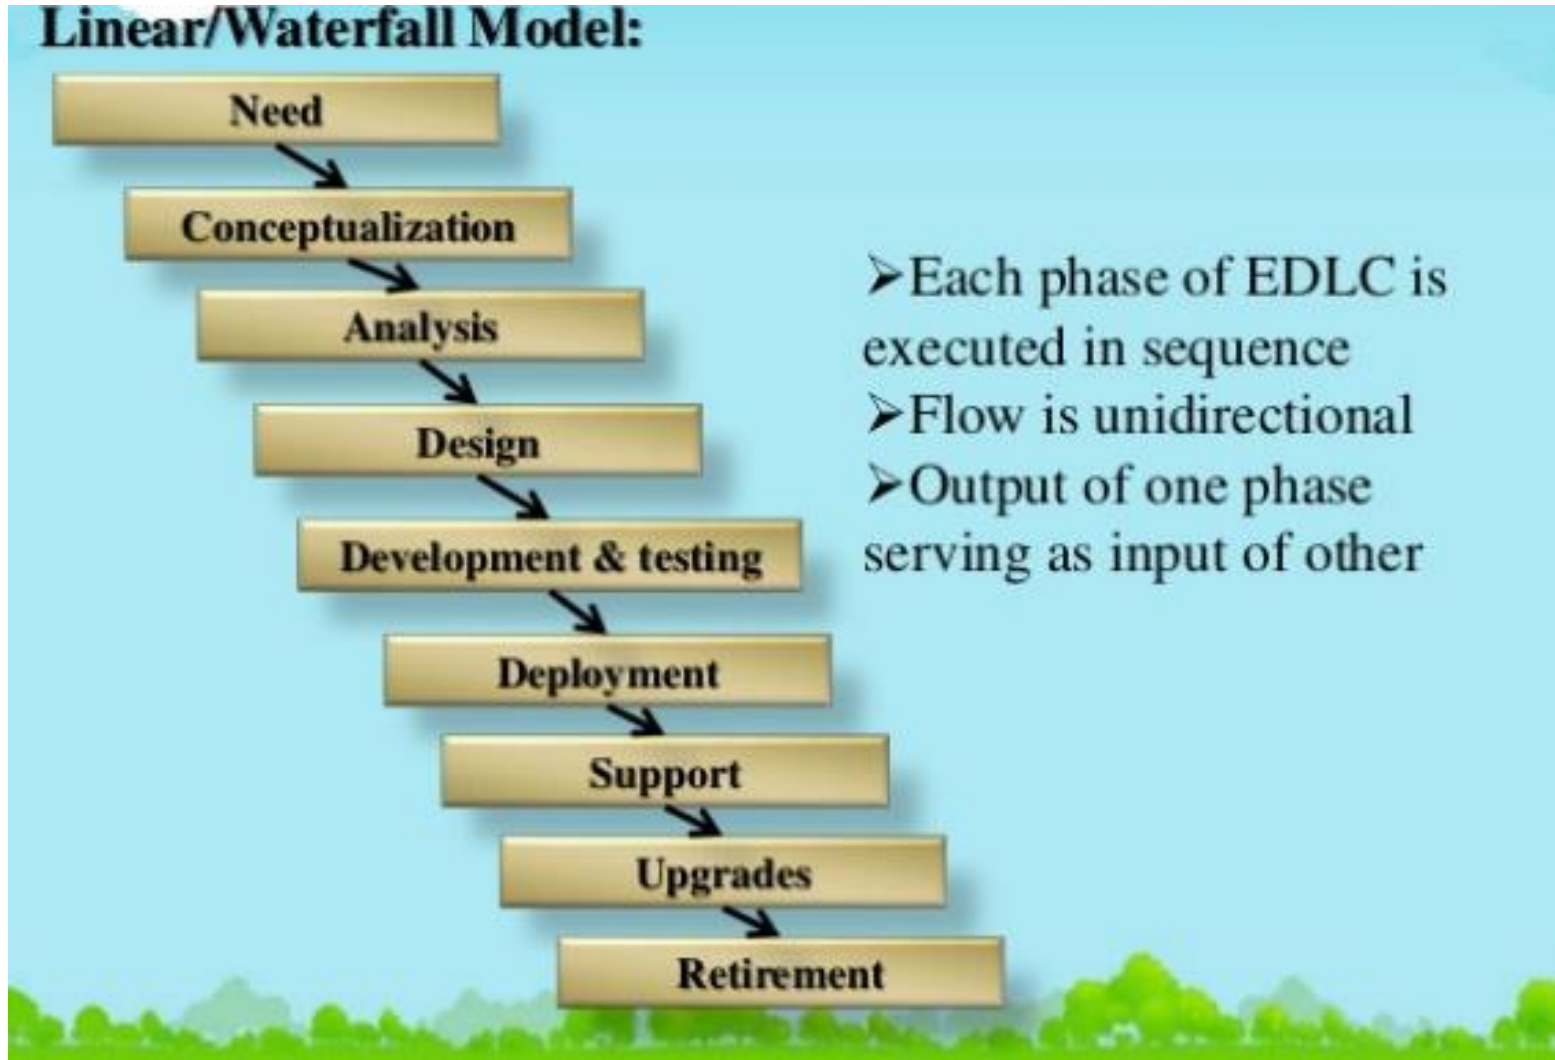 Linear/Waterfall Model:
Need
Conceptualization
Analysis
Design
Development & testing
Deployment
Support
Upgrades
Retirement
➢Each phase of EDLC is
executed in sequence
➢Flow is unidirectional
➢Output of one phase
serving as input of other